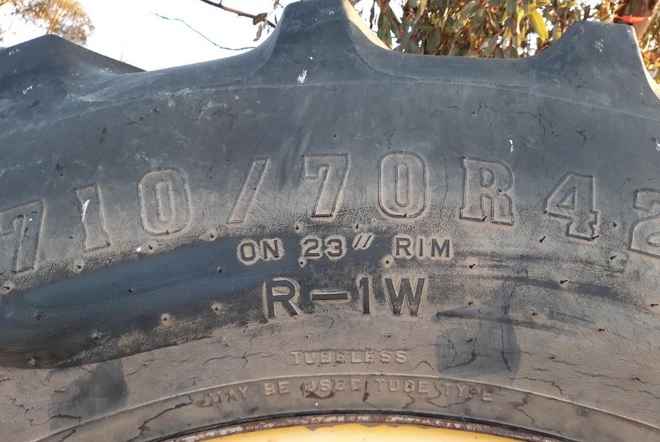 710/70R42
ON 23" RIM
R-1W
TUBELESS
MAY BE USED TUBE TYPE